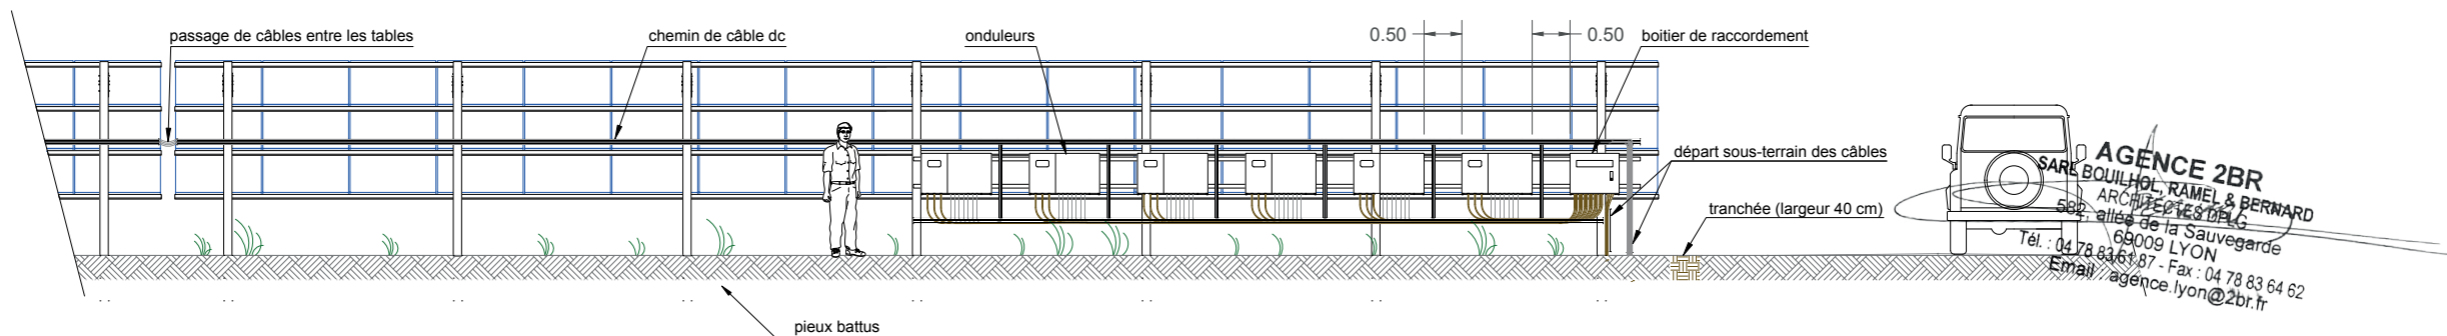 passage de câbles entre les tables
chemin de câble dc
onduleurs
0.50
0.50
boitier de raccordement
départ sous-terrain des câbles
tranchée (largeur 40 cm)
pieux battus
AGENCE 2BR
SARL BOUILHOL, RAMEL & BERNARD
ARCHITECTES DPLG
582, allée de la Sauvegarde
69009 LYON
Tél. : 04 78 83 61 87 - Fax : 04 78 83 64 62
Email : agence.lyon@2br.fr